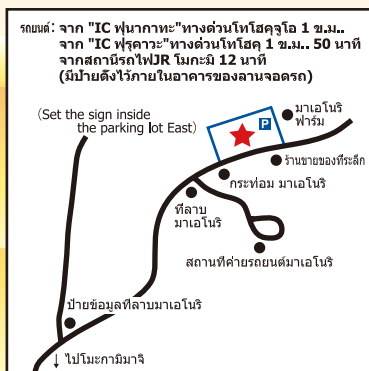 รถยนต์: จาก "IC ฟุนากาทะ"ทางด่วนโทโฮคุจูโอ 1 ข.ม..
จาก "IC ฟุรุคาวะ"ทางด่วนโทโฮคุ 1 ข.ม.. 50 นาที
จากสถานีรถไฟJR โมกะมิ 12 นาที
(มีป้ายตั้งไว้ภายในอาคารของลานจอดรถ)
(Set the sign inside
the parking lot East)
P
มาเอโนริ
ฟาร์ม
ร้านขายของที่ระลึก
กระท่อม มาเอโนริ
ที่ลาบ
มาเอโนริ
สถานที่ค่ายรถยนต์มาเอโนริ
ป้ายข้อมูลที่ลาบมาเอโนริ
↓ ไปโมะกามิมาจิ